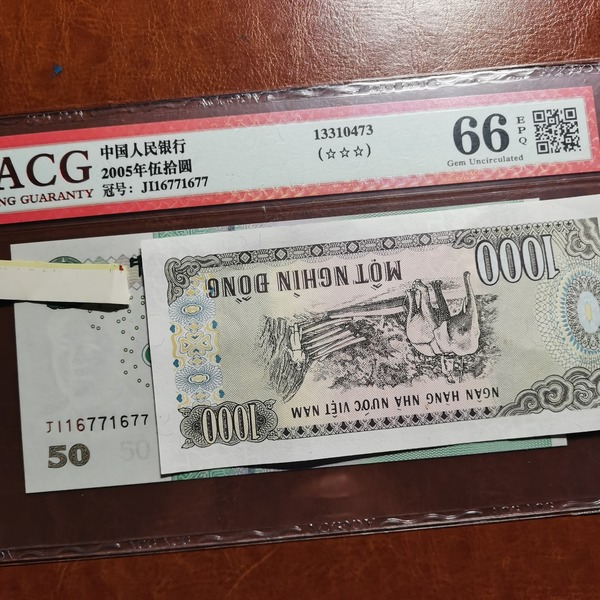 ACG
NG GUARANTY
中国人民银行
2005年伍拾圆
冠号: JI16771677
13310473
(☆☆☆)
66
EPQ
Gem Uncirculated
1000
MỘT NGHÌN ĐỒNG
NGÂN HÀNG NHÀ NƯỚC VIỆT NAM
1000
JI16771677
50
50